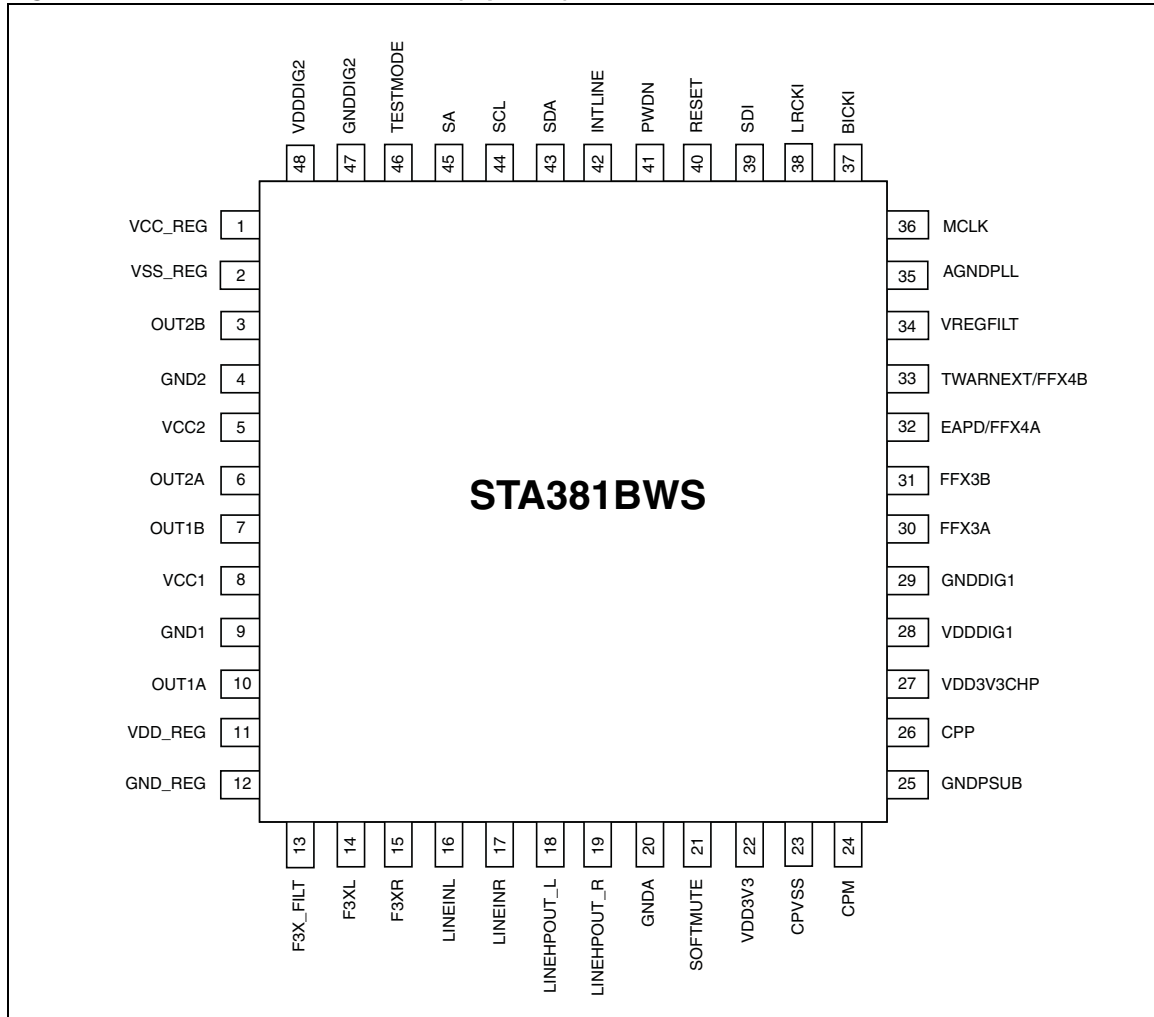 VDDDIG2
GNDDIG2
TESTMODE
SA
SCL
SDA
INTLINE
PWDN
RESET
SDI
LRCKI
BICKI
48
47
46
45
44
43
42
41
40
39
38
37
VCC_REG 1
VSS_REG 2
OUT2B 3
GND2 4
VCC2 5
OUT2A 6
OUT1B 7
VCC1 8
GND1 9
OUT1A 10
VDD_REG 11
GND_REG 12
STA381BWS
36 MCLK
35 AGNDPLL
34 VREGFILT
33 TWARNEXT/FFX4B
32 EAPD/FFX4A
31 FFX3B
30 FFX3A
29 GNDDIG1
28 VDDDIG1
27 VDD3V3CHP
26 CPP
25 GNDPSUB
13
14
15
16
17
18
19
20
21
22
23
24
F3X_FILT
F3XL
F3XR
LINEINL
LINEINR
LINEHPOUT_L
LINEHPOUT_R
GNDA
SOFTMUTE
VDD3V3
CPVSS
CPM